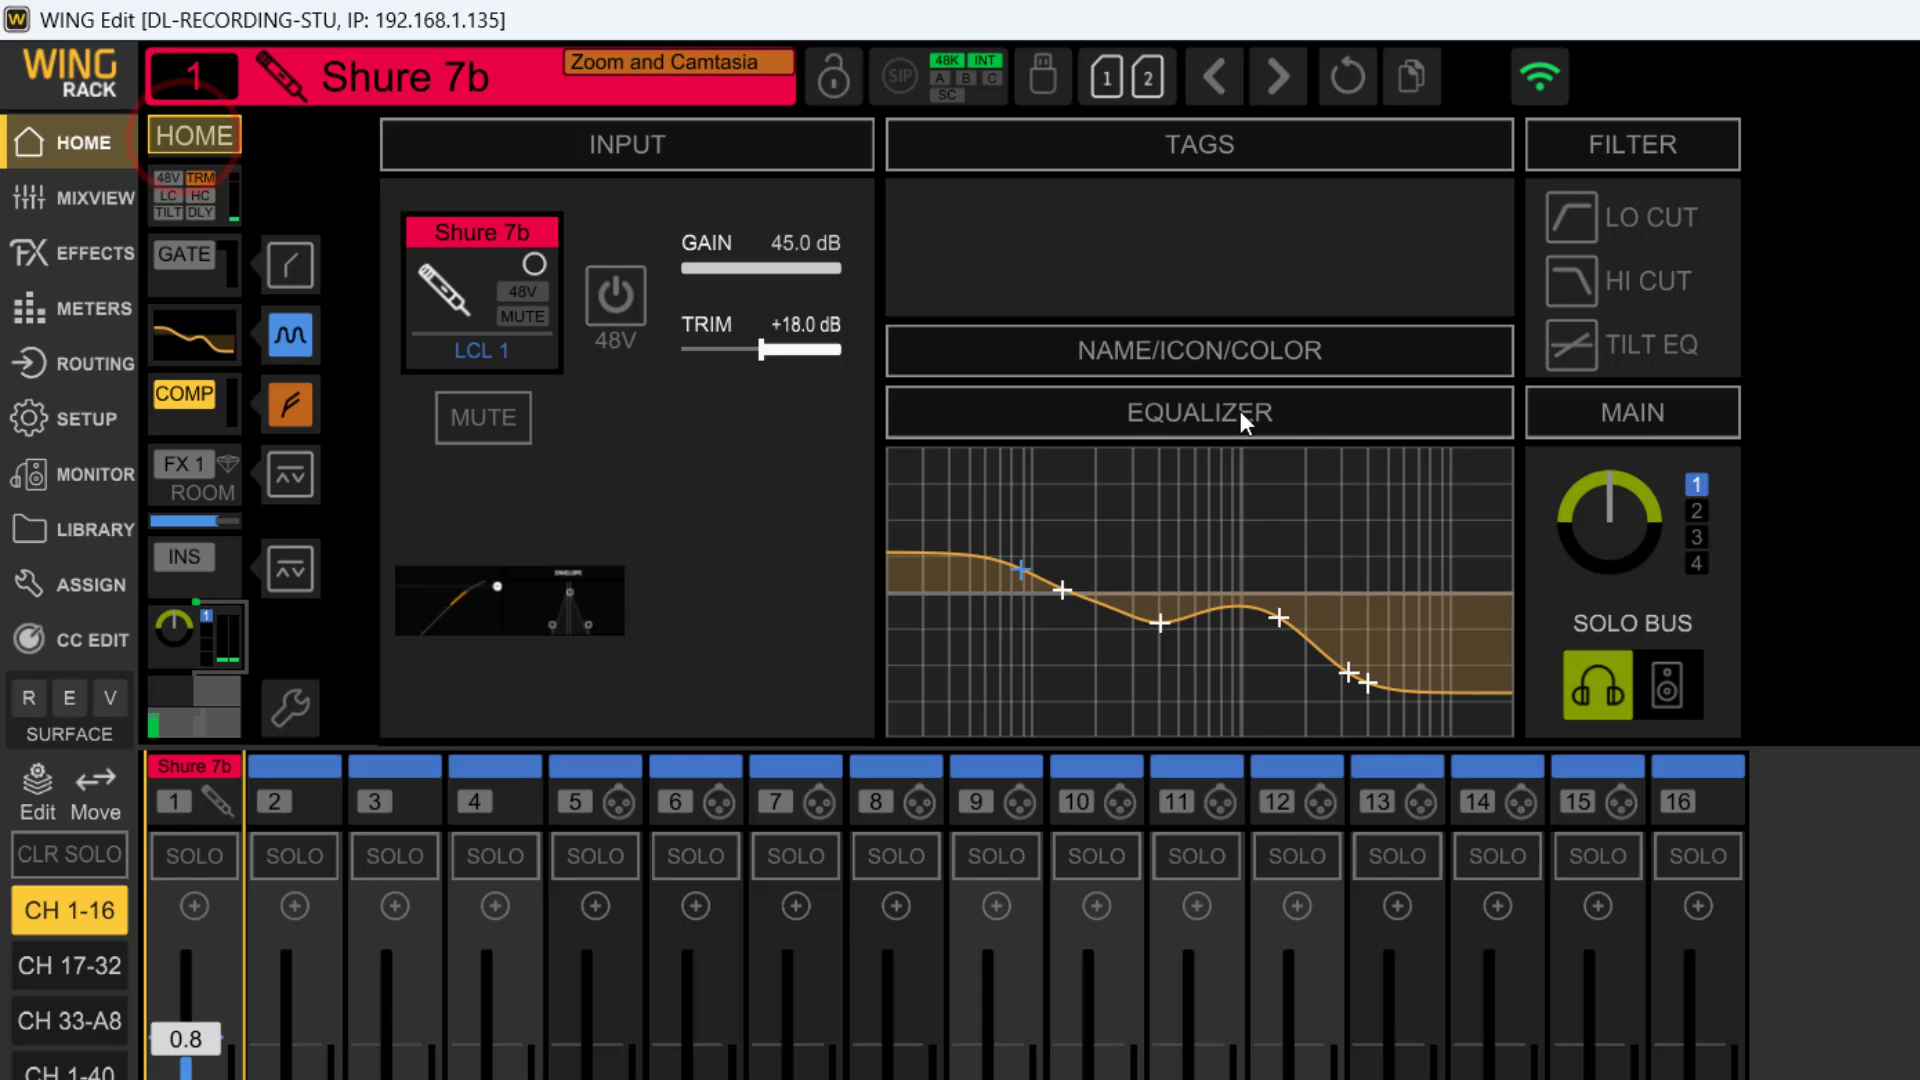 WING Edit [DL-RECORDING-STU, IP: 192.168.1.135]
WING
RACK
1
Shure 7b
Zoom and Camtasia
SIP
48K INT
A B C
SC
1 2
HOME
MIXVIEW
FX EFFECTS
METERS
ROUTING
SETUP
MONITOR
LIBRARY
ASSIGN
CC EDIT
R E V
SURFACE
HOME
48V TRM
LC HC
TILT DLY
GATE
COMP
FX 1
ROOM
INS
1
INPUT
Shure 7b
48V
MUTE
LCL 1
48V
GAIN 45.0 dB
TRIM +18.0 dB
MUTE
ENVELOPE
TAGS
NAME/ICON/COLOR
EQUALIZER
FILTER
LO CUT
HI CUT
TILT EQ
MAIN
1
2
3
4
SOLO BUS
Edit Move
CLR SOLO
CH 1-16
CH 17-32
CH 33-A8
CH 1-40
Shure 7b
1 2 3 4 5 6 7 8 9 10 11 12 13 14 15 16
SOLO SOLO SOLO SOLO SOLO SOLO SOLO SOLO SOLO SOLO SOLO SOLO SOLO SOLO SOLO SOLO
0.8